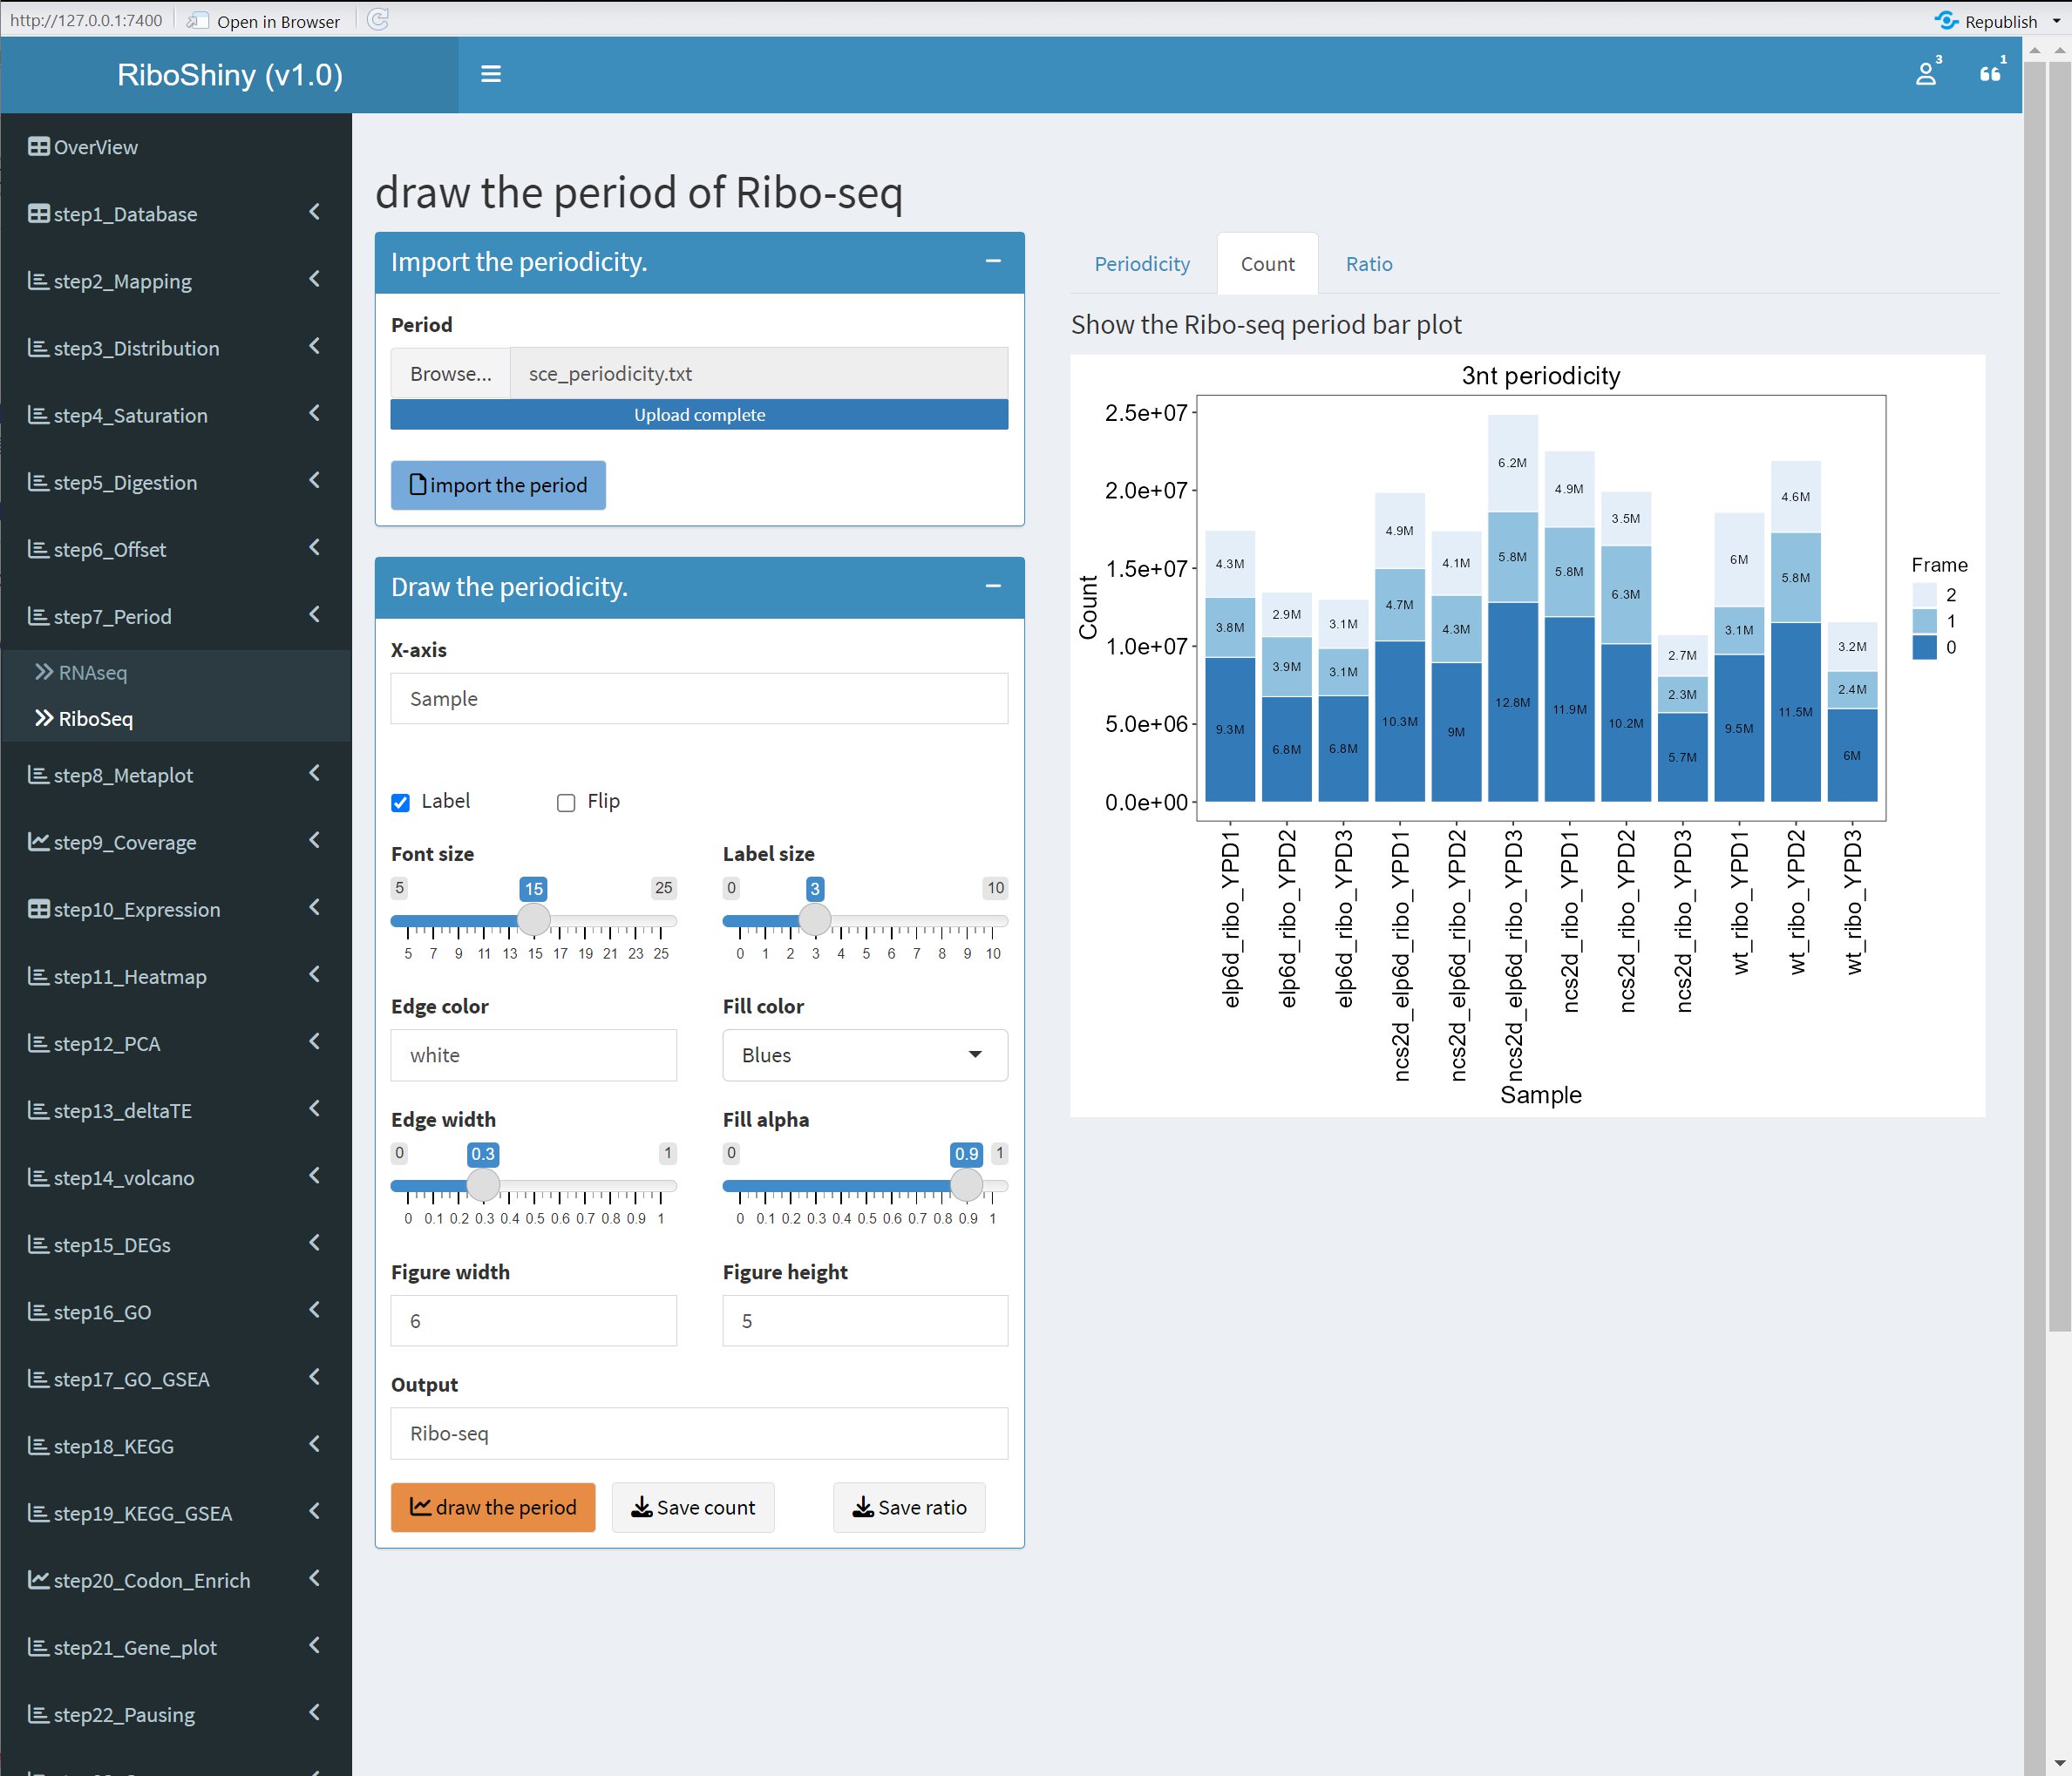 http://127.0.0.1:7400 Open in Browser Republish
RiboShiny (v1.0) 3 1
OverView
step1_Database
step2_Mapping
step3_Distribution
step4_Saturation
step5_Digestion
step6_Offset
step7_Period
RNAseq
RiboSeq
step8_Metaplot
step9_Coverage
step10_Expression
step11_Heatmap
step12_PCA
step13_deltaTE
step14_volcano
step15_DEGs
step16_GO
step17_GO_GSEA
step18_KEGG
step19_KEGG_GSEA
step20_Codon_Enrich
step21_Gene_plot
step22_Pausing
draw the period of Ribo-seq
Import the periodicity.
Period
Browse... sce_periodicity.txt
Upload complete
import the period
Draw the periodicity.
X-axis
Sample
Label Flip
Font size Label size
5 15 25 0 3 10
5 7 9 11 13 15 17 19 21 23 25 0 1 2 3 4 5 6 7 8 9 10
Edge color Fill color
white Blues
Edge width Fill alpha
0 0.3 1 0 0.9 1
0 0.1 0.2 0.3 0.4 0.5 0.6 0.7 0.8 0.9 1 0 0.1 0.2 0.3 0.4 0.5 0.6 0.7 0.8 0.9 1
Figure width Figure height
6 5
Output
Ribo-seq
draw the period Save count Save ratio
Periodicity Count Ratio
Show the Ribo-seq period bar plot
3nt periodicity
Count
2.5e+07
2.0e+07
1.5e+07
1.0e+07
5.0e+06
0.0e+00
4.3M 2.9M 3.1M 4.9M 4.1M 6.2M 4.9M 3.5M 2.7M 6M 4.6M 3.2M
3.8M 3.9M 3.1M 4.7M 4.3M 5.8M 5.8M 6.3M 2.3M 3.1M 5.8M 2.4M
9.3M 6.8M 6.8M 10.3M 9M 12.8M 11.9M 10.2M 5.7M 9.5M 11.5M 6M
elp6d_ribo_YPD1
elp6d_ribo_YPD2
elp6d_ribo_YPD3
ncs2d_elp6d_ribo_YPD1
ncs2d_elp6d_ribo_YPD2
ncs2d_elp6d_ribo_YPD3
ncs2d_ribo_YPD1
ncs2d_ribo_YPD2
ncs2d_ribo_YPD3
wt_ribo_YPD1
wt_ribo_YPD2
wt_ribo_YPD3
Sample
Frame
2
1
0